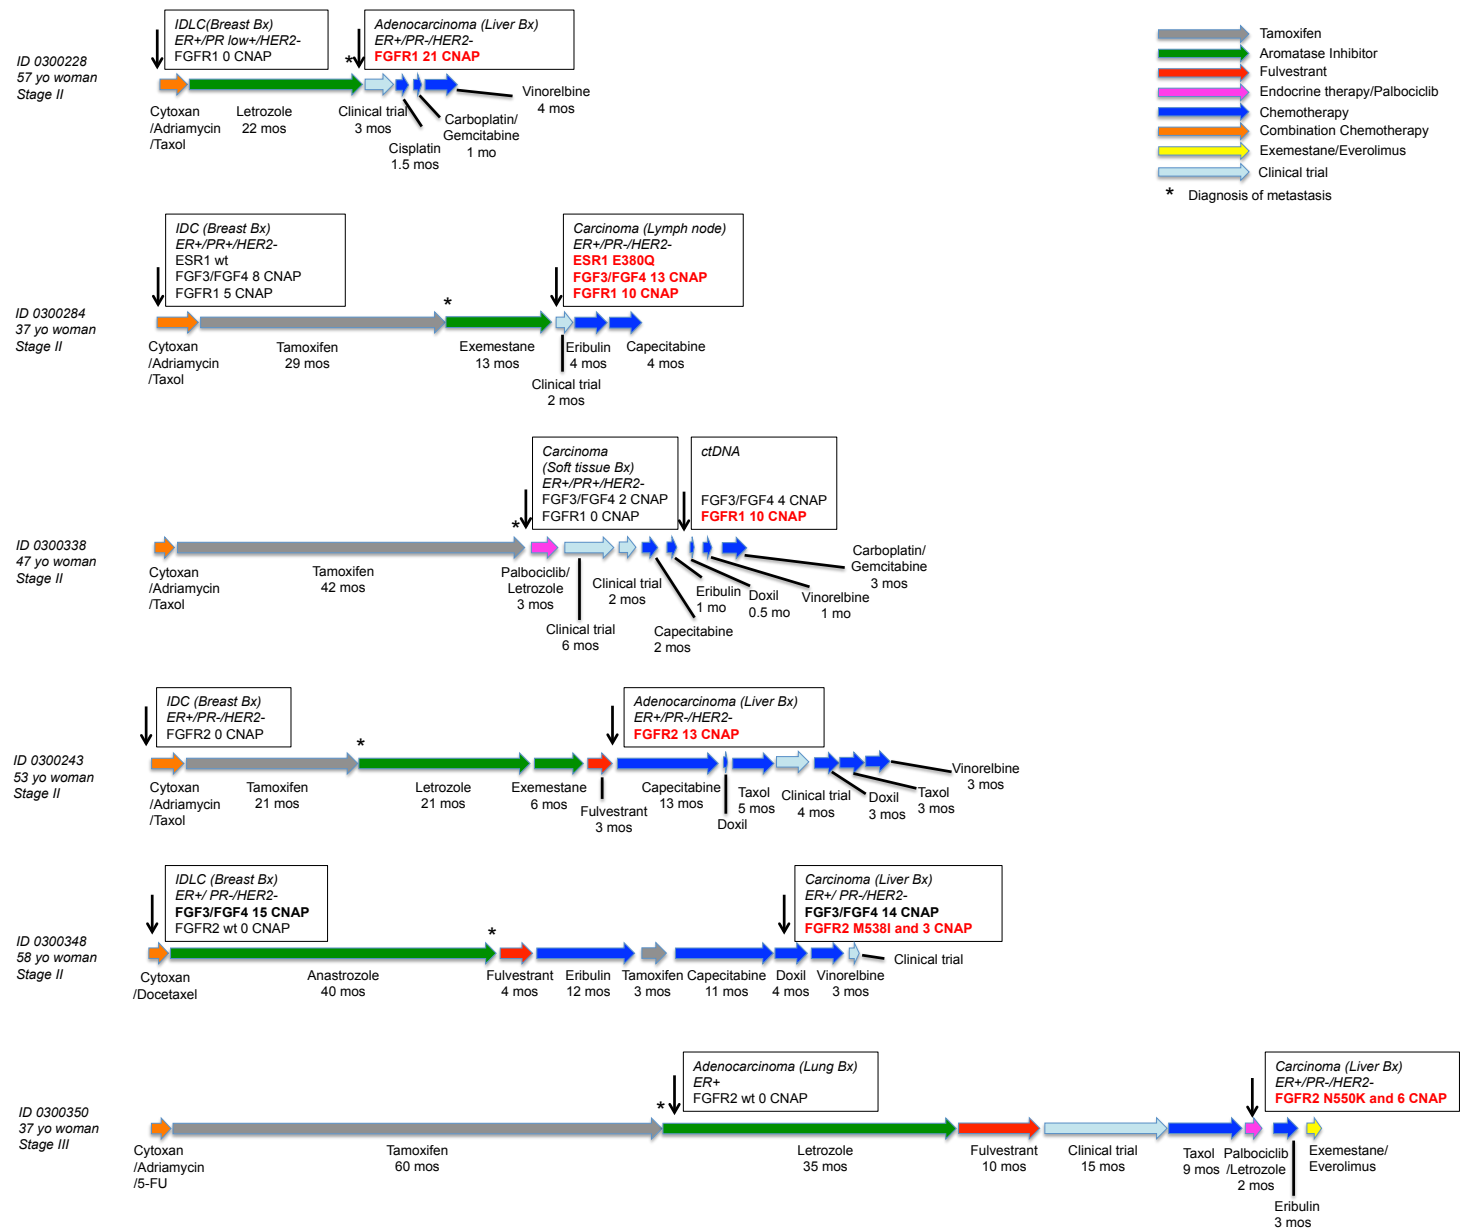 IDLC(Breast Bx)
ER+/PR low+/HER2-
FGFR1 0 CNAP
Adenocarcinoma (Liver Bx)
ER+/PR-/HER2-
FGFR1 21 CNAP
ID 0300228
57 yo woman
Stage II
*
Cytoxan
/Adriamycin
/Taxol
Letrozole
22 mos
Clinical trial
3 mos
Cisplatin
1.5 mos
Carboplatin/
Gemcitabine
1 mo
Vinorelbine
4 mos
Tamoxifen
Aromatase Inhibitor
Fulvestrant
Endocrine therapy/Palbociclib
Chemotherapy
Combination Chemotherapy
Exemestane/Everolimus
Clinical trial
* Diagnosis of metastasis
IDC (Breast Bx)
ER+/PR+/HER2-
ESR1 wt
FGF3/FGF4 8 CNAP
FGFR1 5 CNAP
Carcinoma (Lymph node)
ER+/PR-/HER2-
ESR1 E380Q
FGF3/FGF4 13 CNAP
FGFR1 10 CNAP
ID 0300284
37 yo woman
Stage II
*
Cytoxan
/Adriamycin
/Taxol
Tamoxifen
29 mos
Exemestane
13 mos
Clinical trial
2 mos
Eribulin
4 mos
Capecitabine
4 mos
Carcinoma
(Soft tissue Bx)
ER+/PR+/HER2-
FGF3/FGF4 2 CNAP
FGFR1 0 CNAP
ctDNA
FGF3/FGF4 4 CNAP
FGFR1 10 CNAP
ID 0300338
47 yo woman
Stage II
*
Cytoxan
/Adriamycin
/Taxol
Tamoxifen
42 mos
Palbociclib/
Letrozole
3 mos
Clinical trial
6 mos
Clinical trial
2 mos
Capecitabine
2 mos
Eribulin
1 mo
Doxil
0.5 mo
Vinorelbine
1 mo
Carboplatin/
Gemcitabine
3 mos
IDC (Breast Bx)
ER+/PR-/HER2-
FGFR2 0 CNAP
Adenocarcinoma (Liver Bx)
ER+/PR-/HER2-
FGFR2 13 CNAP
ID 0300243
53 yo woman
Stage II
*
Cytoxan
/Adriamycin
/Taxol
Tamoxifen
21 mos
Letrozole
21 mos
Exemestane
6 mos
Fulvestrant
3 mos
Capecitabine
13 mos
Doxil
Taxol
5 mos
Clinical trial
4 mos
Doxil
3 mos
Taxol
3 mos
Vinorelbine
3 mos
IDLC (Breast Bx)
ER+/ PR-/HER2-
FGF3/FGF4 15 CNAP
FGFR2 wt 0 CNAP
Carcinoma (Liver Bx)
ER+/ PR-/HER2-
FGF3/FGF4 14 CNAP
FGFR2 M538I and 3 CNAP
ID 0300348
58 yo woman
Stage II
*
Cytoxan
/Docetaxel
Anastrozole
40 mos
Fulvestrant
4 mos
Eribulin
12 mos
Tamoxifen
3 mos
Capecitabine
11 mos
Doxil
4 mos
Vinorelbine
3 mos
Clinical trial
Adenocarcinoma (Lung Bx)
ER+
FGFR2 wt 0 CNAP
Carcinoma (Liver Bx)
ER+/PR-/HER2-
FGFR2 N550K and 6 CNAP
ID 0300350
37 yo woman
Stage III
*
Cytoxan
/Adriamycin
/5-FU
Tamoxifen
60 mos
Letrozole
35 mos
Fulvestrant
10 mos
Clinical trial
15 mos
Taxol
9 mos
Palbociclib
/Letrozole
2 mos
Eribulin
3 mos
Exemestane/
Everolimus